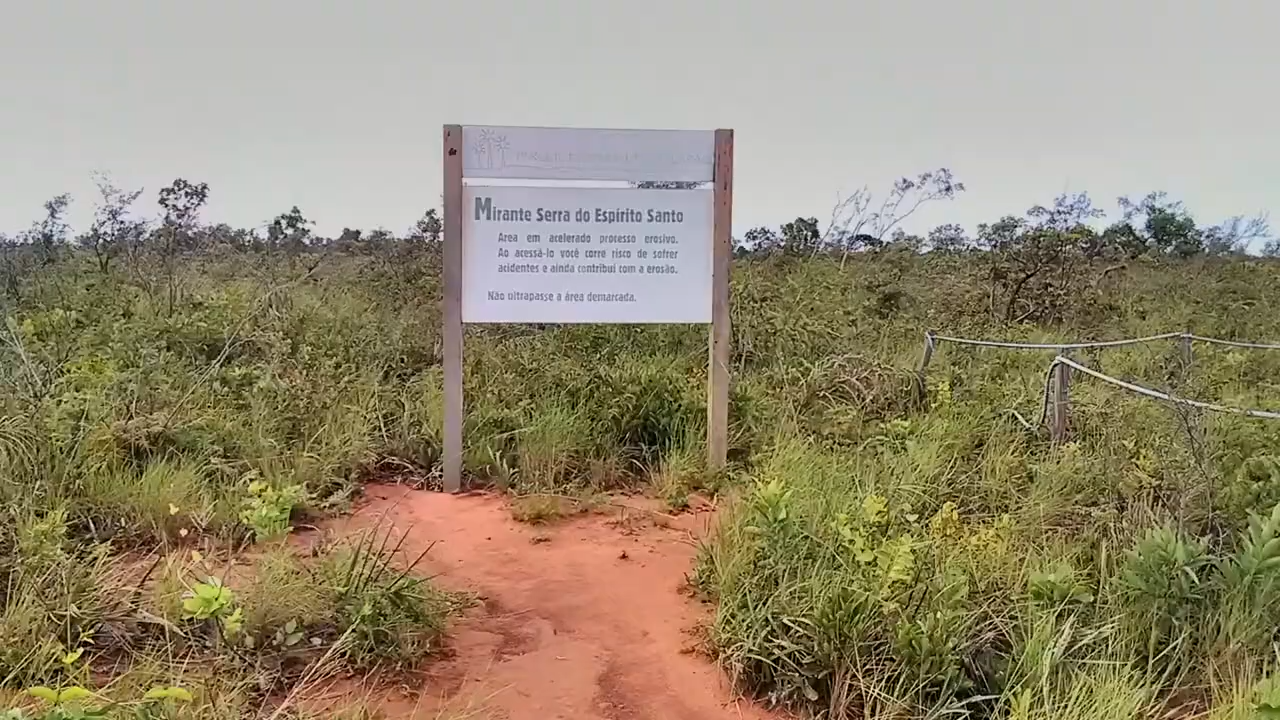 Mirante Serra do Espírito Santo
Área em acelerado processo erosivo.
Ao acessá-lo você corre risco de sofrer
acidentes e ainda contribui com a erosão.
Não ultrapasse a área demarcada.